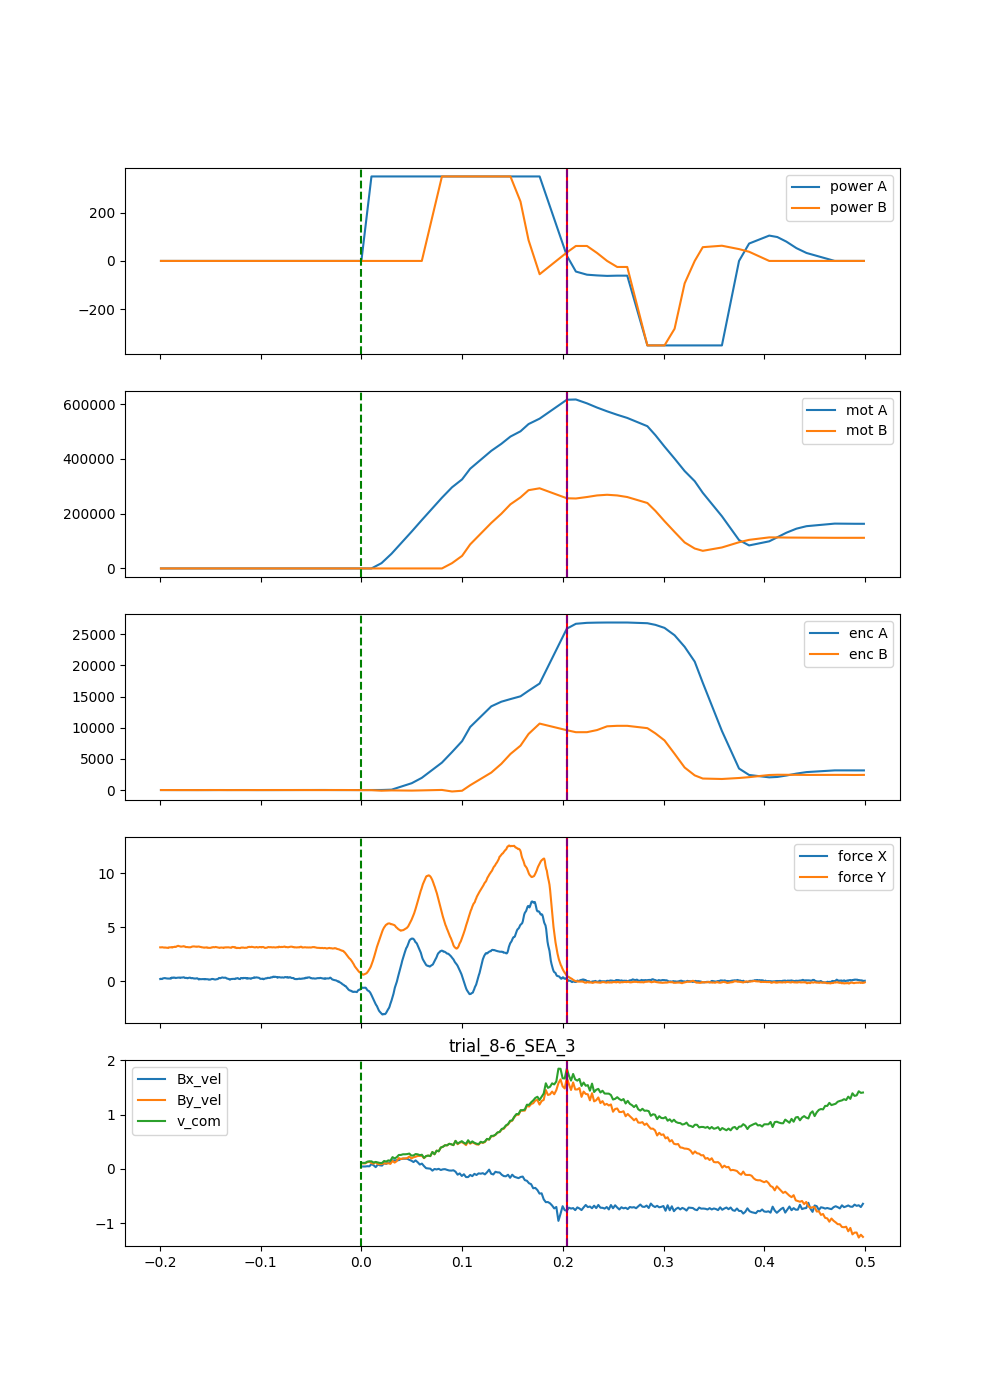 200
0
−200
power A
power B
600000
400000
200000
0
mot A
mot B
25000
20000
15000
10000
5000
0
enc A
enc B
10
5
0
force X
force Y
trial_8-6_SEA_3
2
1
0
−1
Bx_vel
By_vel
v_com
−0.2 −0.1 0.0 0.1 0.2 0.3 0.4 0.5